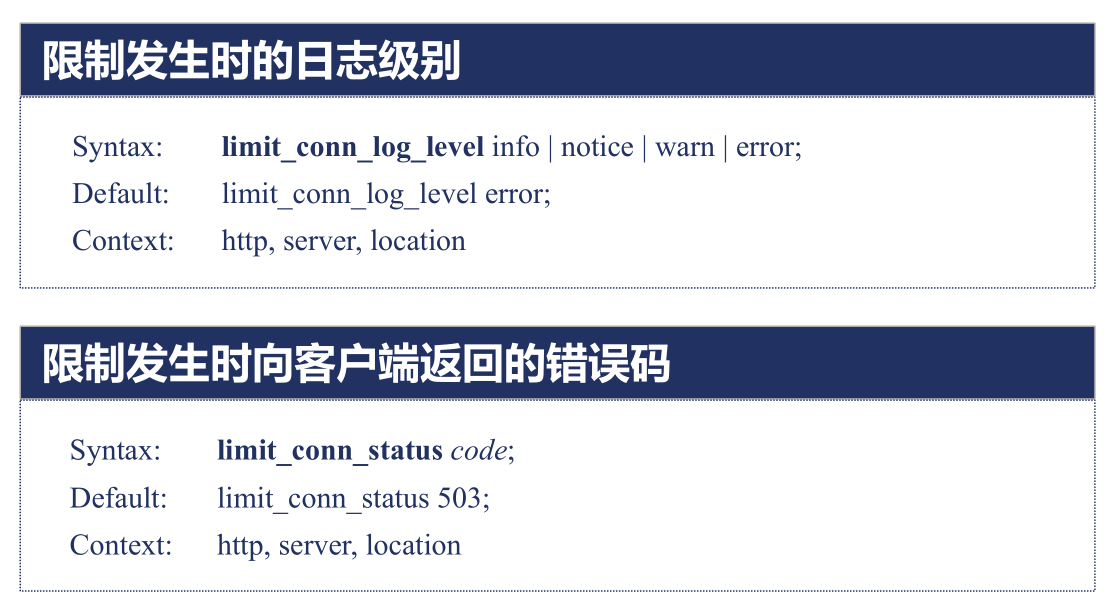 限制发生时的日志级别
Syntax: limit_conn_log_level info | notice | warn | error;
Default: limit_conn_log_level error;
Context: http, server, location
限制发生时向客户端返回的错误码
Syntax: limit_conn_status code;
Default: limit_conn_status 503;
Context: http, server, location